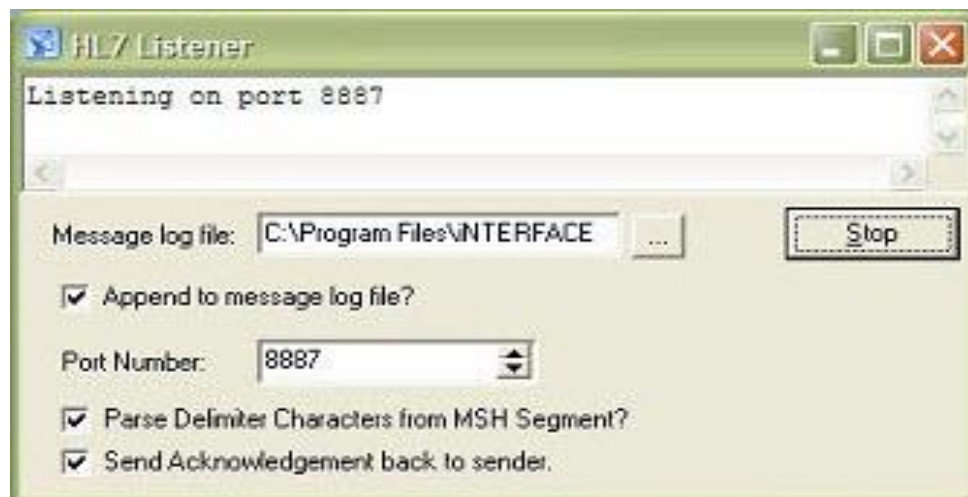 HL7 Listener
Listening on port 8887
Message log file: C:\Program Files\iNTERFACE ... Stop
Append to message log file?
Port Number: 8887
Parse Delimiter Characters from MSH Segment?
Send Acknowledgement back to sender.